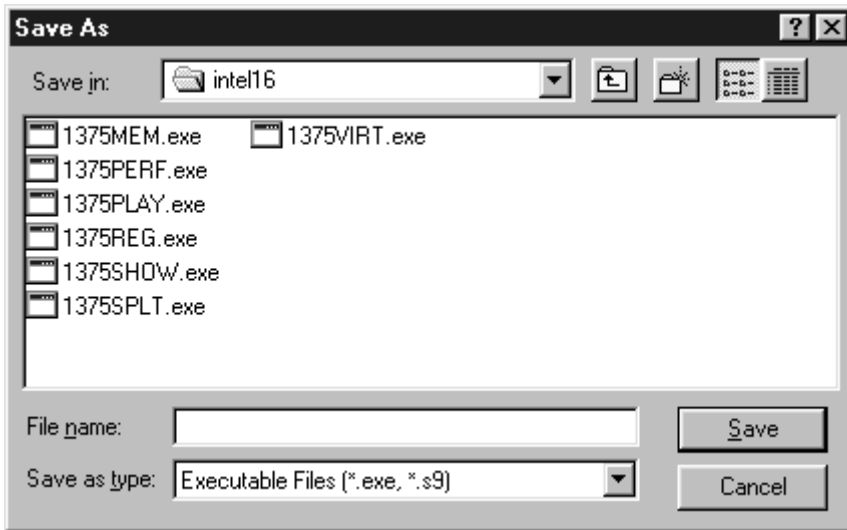 Save As
Save in: intel16
1375MEM.exe 1375VIRT.exe
1375PERF.exe
1375PLAY.exe
1375REG.exe
1375SHOW.exe
1375SPLT.exe
File name: Save
Save as type: Executable Files (*.exe, *.s9) Cancel